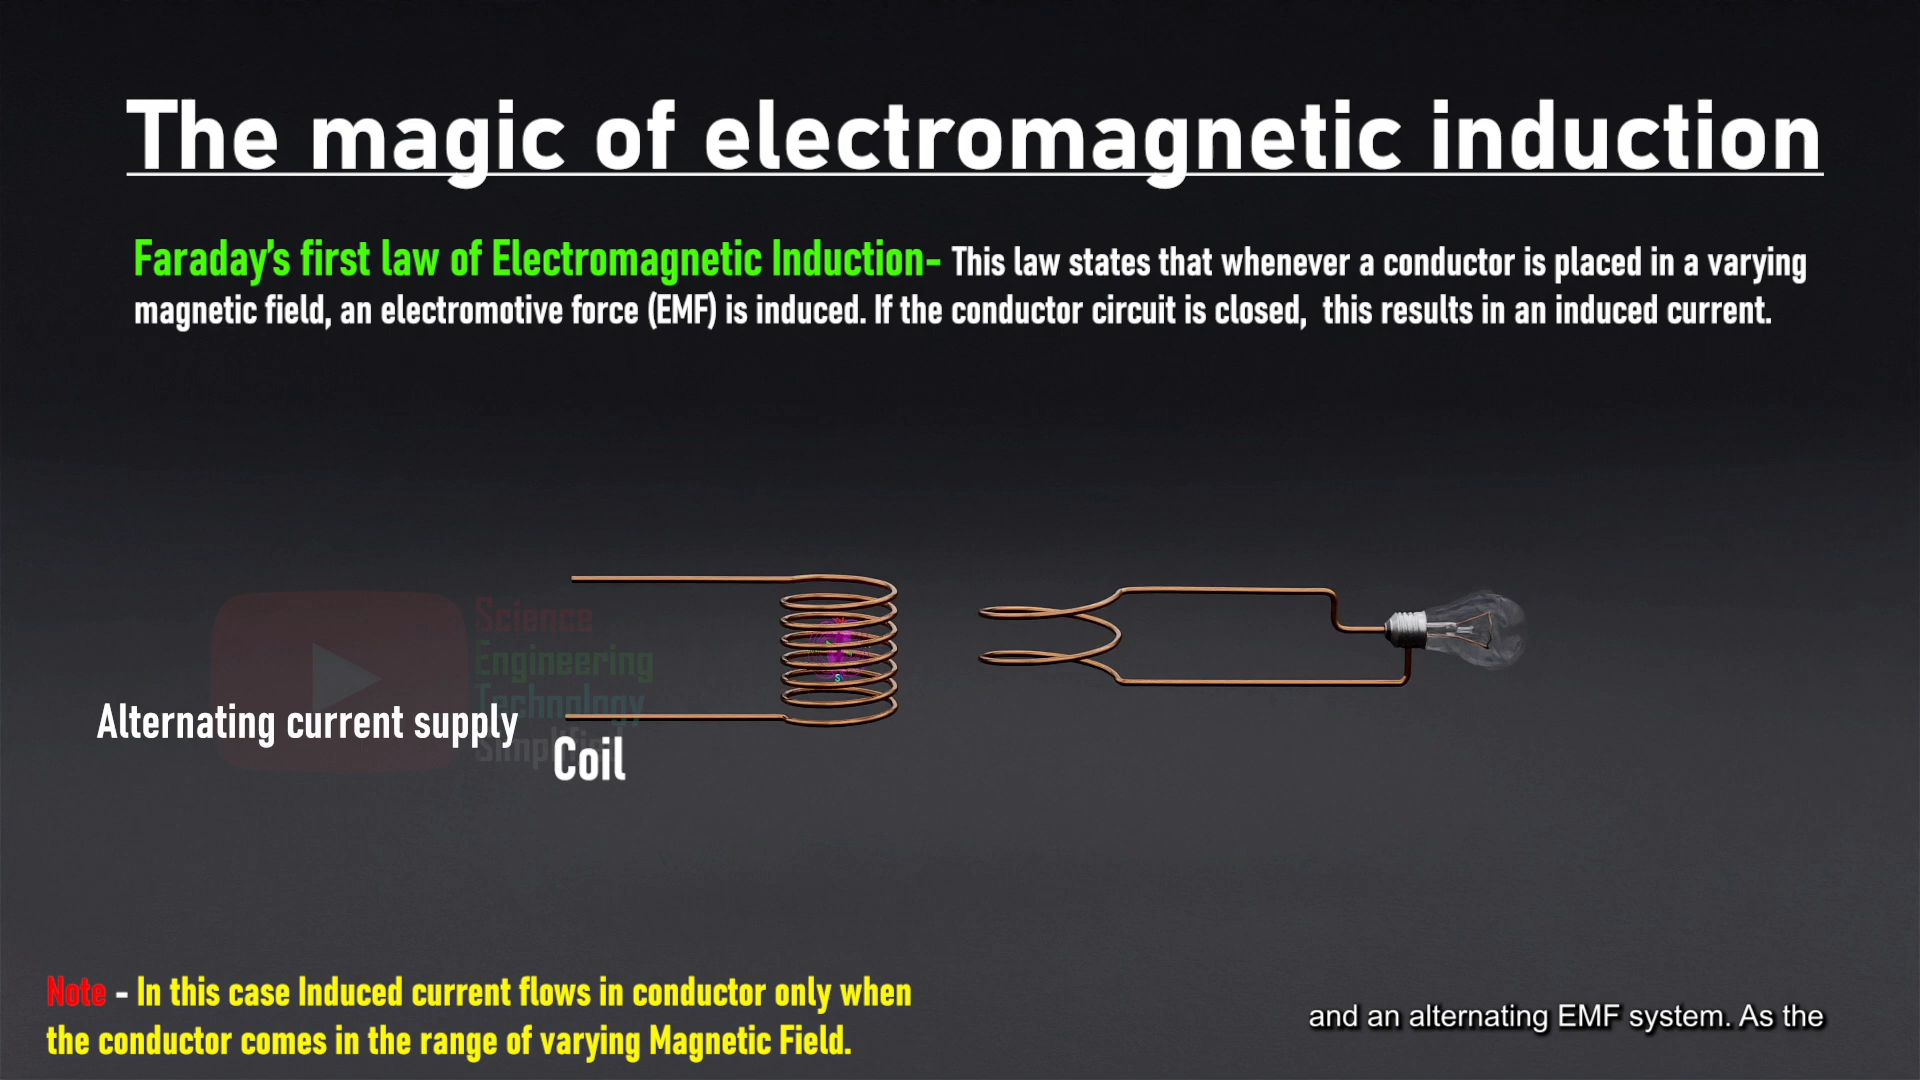 The magic of electromagnetic induction
Faraday's first law of Electromagnetic Induction- This law states that whenever a conductor is placed in a varying
magnetic field, an electromotive force (EMF) is induced. If the conductor circuit is closed, this results in an induced current.
Science
Engineering
Technology
Alternating current supply
Coil
S
Note - In this case Induced current flows in conductor only when
the conductor comes in the range of varying Magnetic Field.
and an alternating EMF system. As the